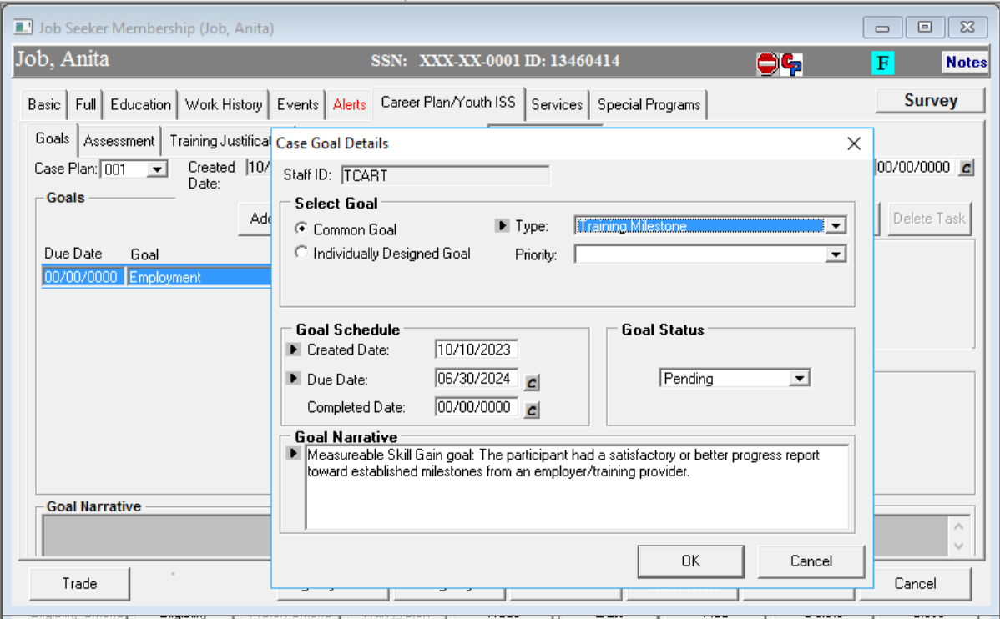 Job Seeker Membership (Job, Anita)
Job, Anita SSN: XXX-XX-0001 ID: 13460414 CP F Notes
Basic Full Education Work History Events Alerts Career Plan/Youth ISS Services Special Programs Survey
Goals Assessment Training Justificat
Case Plan: 001 Created Date: 10/ 00/00/0000 c
Goals
Add Delete Task
Due Date Goal
00/00/0000 Employment
Goal Narrative
Case Goal Details
Staff ID: TCART
Select Goal
Common Goal Type: Training Milestone
Individually Designed Goal Priority:
Goal Schedule Goal Status
Created Date: 10/10/2023
Due Date: 06/30/2024 c Pending
Completed Date: 00/00/0000 c
Goal Narrative
Measureable Skill Gain goal: The participant had a satisfactory or better progress report
toward established milestones from an employer/training provider.
OK Cancel
Trade Cancel